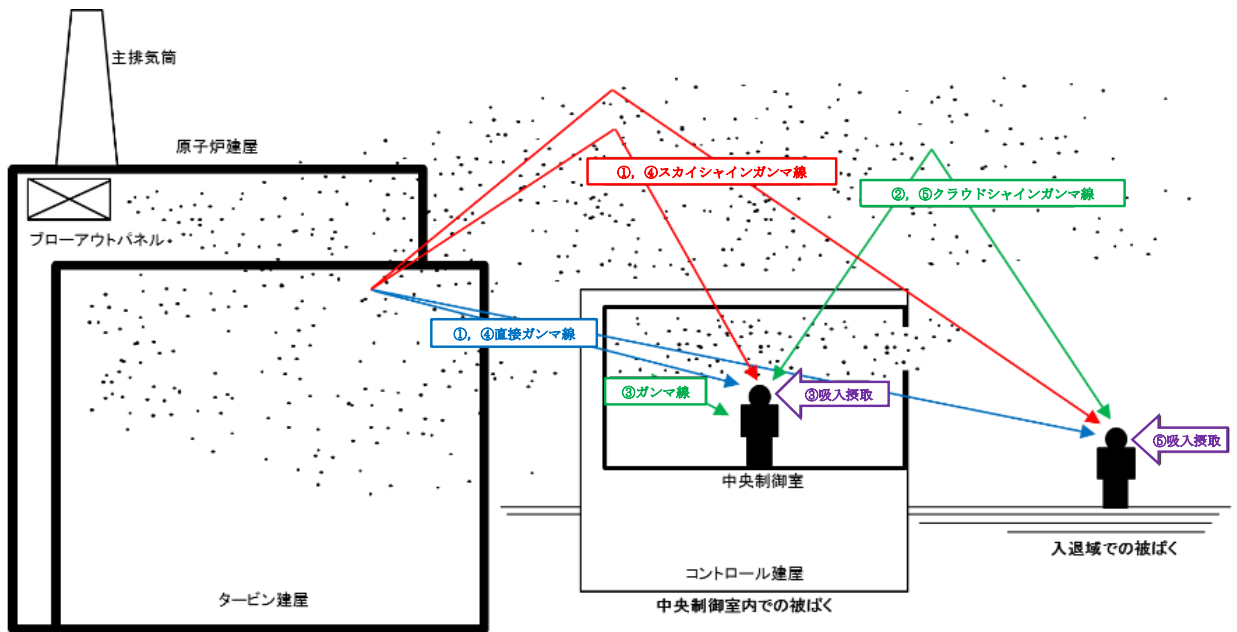 主排気筒
原子炉建屋
①, ④スカイシャインガンマ線
②, ⑤クラウドシャインガンマ線
ブローアウトパネル
①, ④直接ガンマ線
③ガンマ線
③吸入摂取
⑤吸入摂取
中央制御室
入退域での被ばく
コントロール建屋
タービン建屋
中央制御室内での被ばく